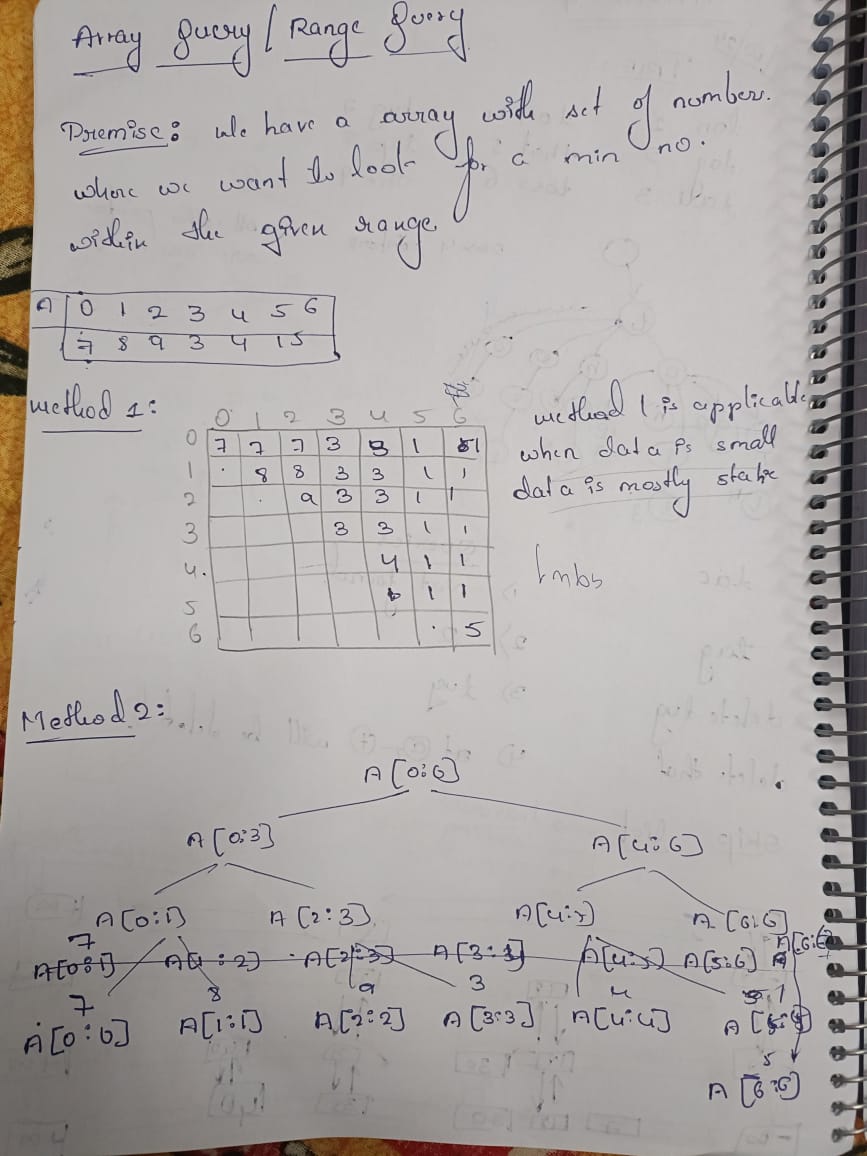 Array Query / Range Query
Premise: We have a array with set of number.
where we want to look for a min no.
within the given range.
A 0 1 2 3 4 5 6
7 8 9 3 4 1 5
method 1:
0 1 2 3 4 5 6
0 7 7 7 3 3 1 1
1 8 8 3 3 1 1
2 9 3 3 1 1
3 3 3 1 1
4. 4 1 1
5 1 1
6 5
method 1 is applicable
when data is small
data is mostly static
Method 2:
A[0:6]
A[0:3] A[4:6]
A[0:1] A[2:3] A[4:5] A[6:6]
A[0:1] A[1:2] A[2:3] A[3:3] A[4:5] A[5:6] A[6:6]
7 8 9 3 4 1
A[0:0] A[1:1] A[2:2] A[3:3] A[4:4] A[5:5]
5
A[6:6]